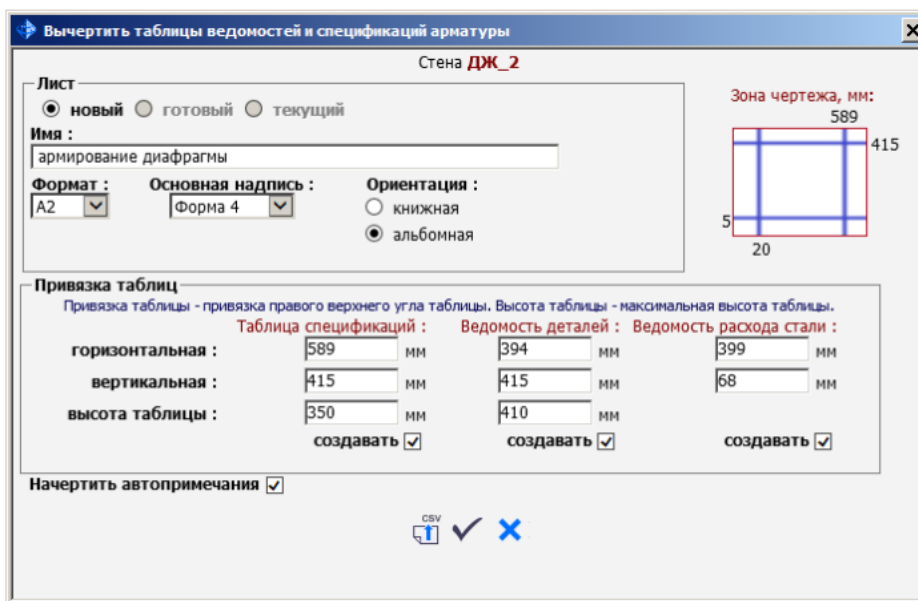 Вычертить таблицы ведомостей и спецификаций арматуры
Стена ДЖ_2
Лист
новый готовый текущий
Имя :
армирование диафрагмы
Формат : Основная надпись : Ориентация :
А2 Форма 4 книжная
альбомная
Зона чертежа, мм:
589
415
5
20
Привязка таблиц
Привязка таблицы - привязка правого верхнего угла таблицы. Высота таблицы - максимальная высота таблицы.
Таблица спецификаций : Ведомость деталей : Ведомость расхода стали :
горизонтальная : 589 мм 394 мм 399 мм
вертикальная : 415 мм 415 мм 68 мм
высота таблицы : 350 мм 410 мм
создавать создавать создавать
Начертить автопримечания
CSV